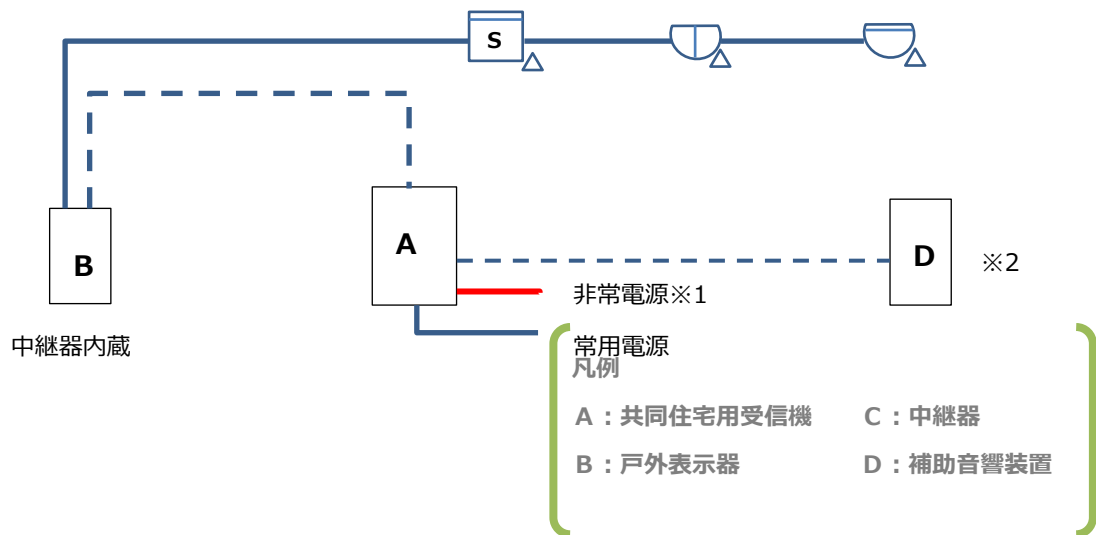 S
A
B
D
※2
非常電源※1
中継器内蔵
常用電源
凡例
A：共同住宅用受信機 C：中継器
B：戸外表示器 D：補助音響装置